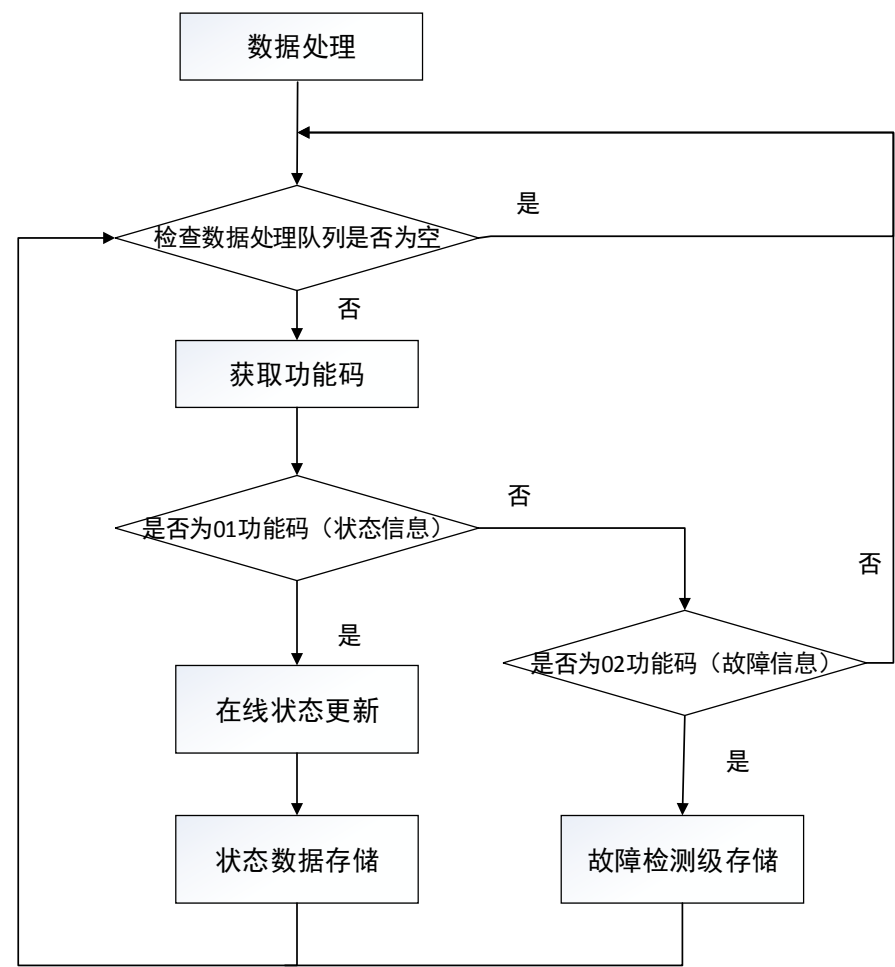 数据处理
是
检查数据处理队列是否为空
否
获取功能码
否
是否为01功能码（状态信息）
否
是
是否为02功能码（故障信息）
在线状态更新
是
状态数据存储
故障检测级存储